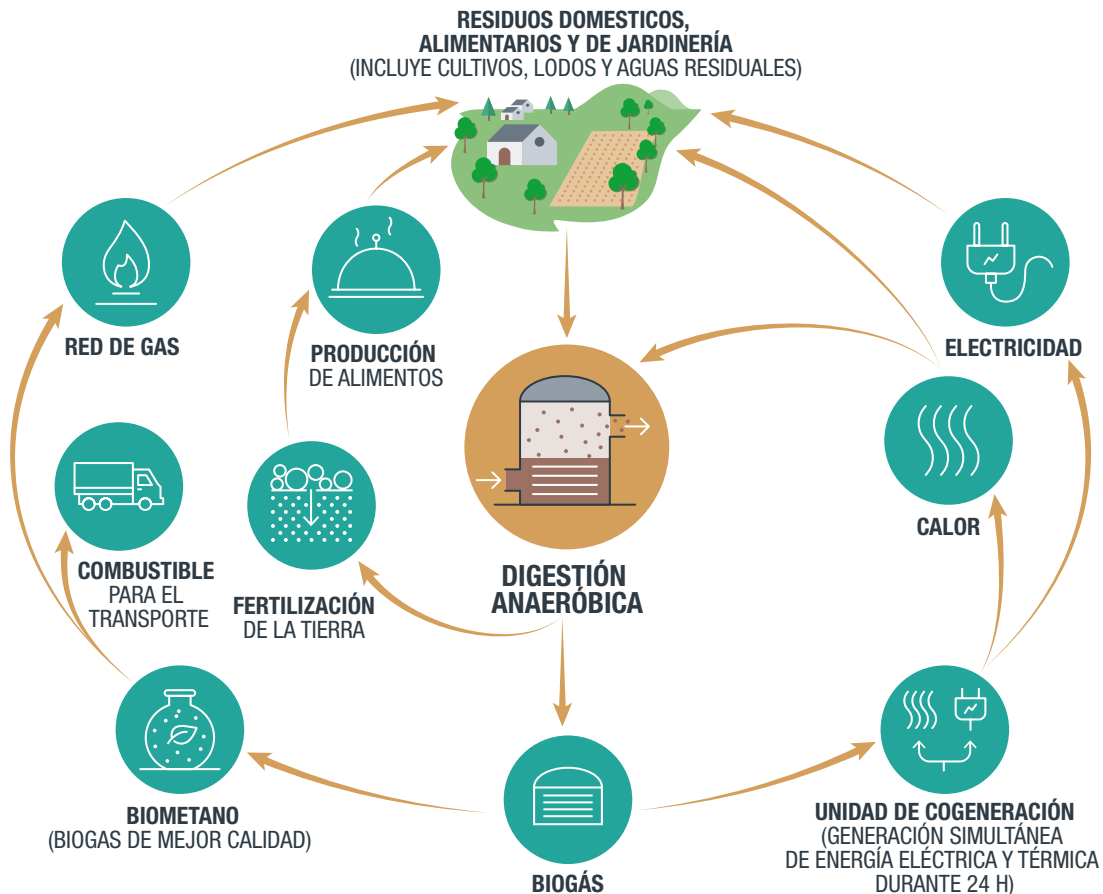 RESIDUOS DOMESTICOS,
ALIMENTARIOS Y DE JARDINERÍA
(INCLUYE CULTIVOS, LODOS Y AGUAS RESIDUALES)
RED DE GAS
PRODUCCIÓN
DE ALIMENTOS
ELECTRICIDAD
CALOR
COMBUSTIBLE
PARA EL
TRANSPORTE
FERTILIZACIÓN
DE LA TIERRA
DIGESTIÓN
ANAERÓBICA
BIOMETANO
(BIOGAS DE MEJOR CALIDAD)
BIOGÁS
UNIDAD DE COGENERACIÓN
(GENERACIÓN SIMULTÁNEA
DE ENERGÍA ELÉCTRICA Y TÉRMICA
DURANTE 24 H)